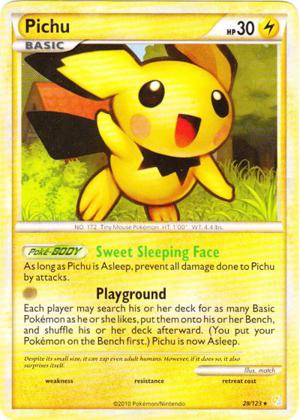 Pichu HP 30
BASIC
NO. 172 Tiny Mouse Pokémon HT: 1'00" WT: 4.4 lbs.
Poké-BODY Sweet Sleeping Face
As long as Pichu is Asleep, prevent all damage done to Pichu
by attacks.
Playground
Each player may search his or her deck for as many Basic
Pokémon as he or she likes, put them onto his or her Bench,
and shuffle his or her deck afterward. (You put your
Pokémon on the Bench first.) Pichu is now Asleep.
Despite its small size, it can zap even adult humans. However, if it does so, it also
surprises itself.
Illus. match
weakness resistance retreat cost
©2010 Pokémon/Nintendo 28/123 ★